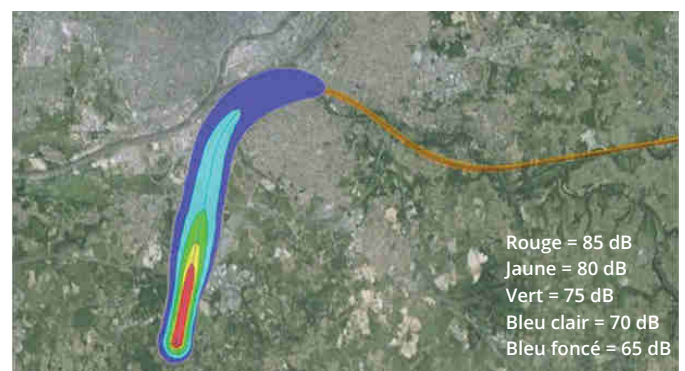 Rouge = 85 dB
Jaune = 80 dB
Vert = 75 dB
Bleu clair = 70 dB
Bleu foncé = 65 dB